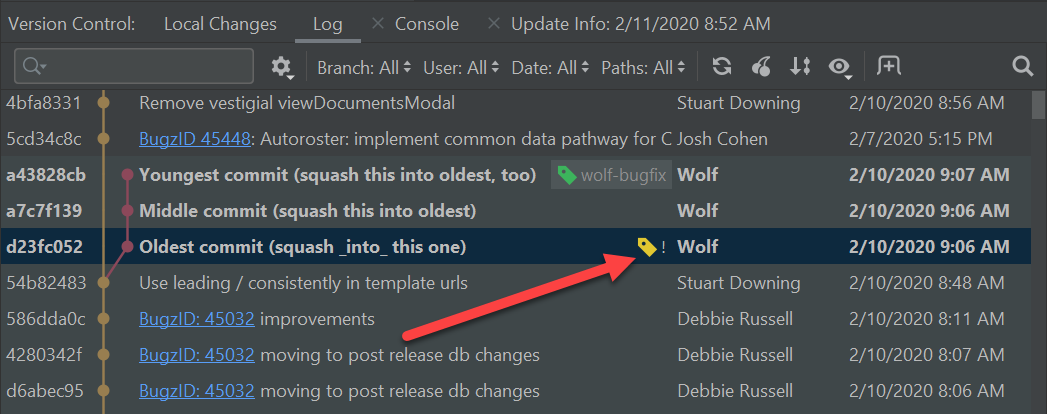 Version Control: Local Changes Log Console Update Info: 2/11/2020 8:52 AM
Branch: All User: All Date: All Paths: All
4bfa8331 Remove vestigial viewDocumentsModal Stuart Downing 2/10/2020 8:56 AM
5cd34c8c BugzID 45448: Autoroster: implement common data pathway for C Josh Cohen 2/7/2020 5:15 PM
a43828cb Youngest commit (squash this into oldest, too) wolf-bugfix Wolf 2/10/2020 9:07 AM
a7c7f139 Middle commit (squash this into oldest) Wolf 2/10/2020 9:06 AM
d23fc052 Oldest commit (squash _into_ this one) ! Wolf 2/10/2020 9:06 AM
54b82483 Use leading / consistently in template urls Stuart Downing 2/10/2020 8:48 AM
586dda0c BugzID: 45032 improvements Debbie Russell 2/10/2020 8:11 AM
4280342f BugzID: 45032 moving to post release db changes Debbie Russell 2/10/2020 8:07 AM
d6abec95 BugzID: 45032 moving to post release db changes Debbie Russell 2/10/2020 8:06 AM